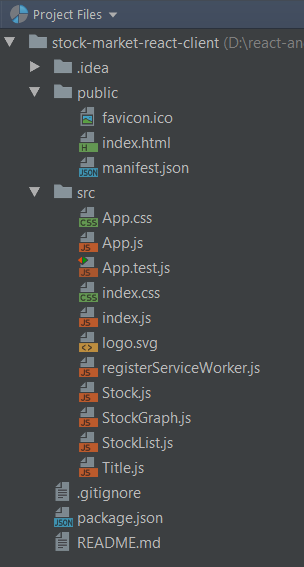 Project Files
stock-market-react-client (D:\react-an
.idea
public
favicon.ico
index.html
manifest.json
src
App.css
App.js
App.test.js
index.css
index.js
logo.svg
registerServiceWorker.js
Stock.js
StockGraph.js
StockList.js
Title.js
.gitignore
package.json
README.md